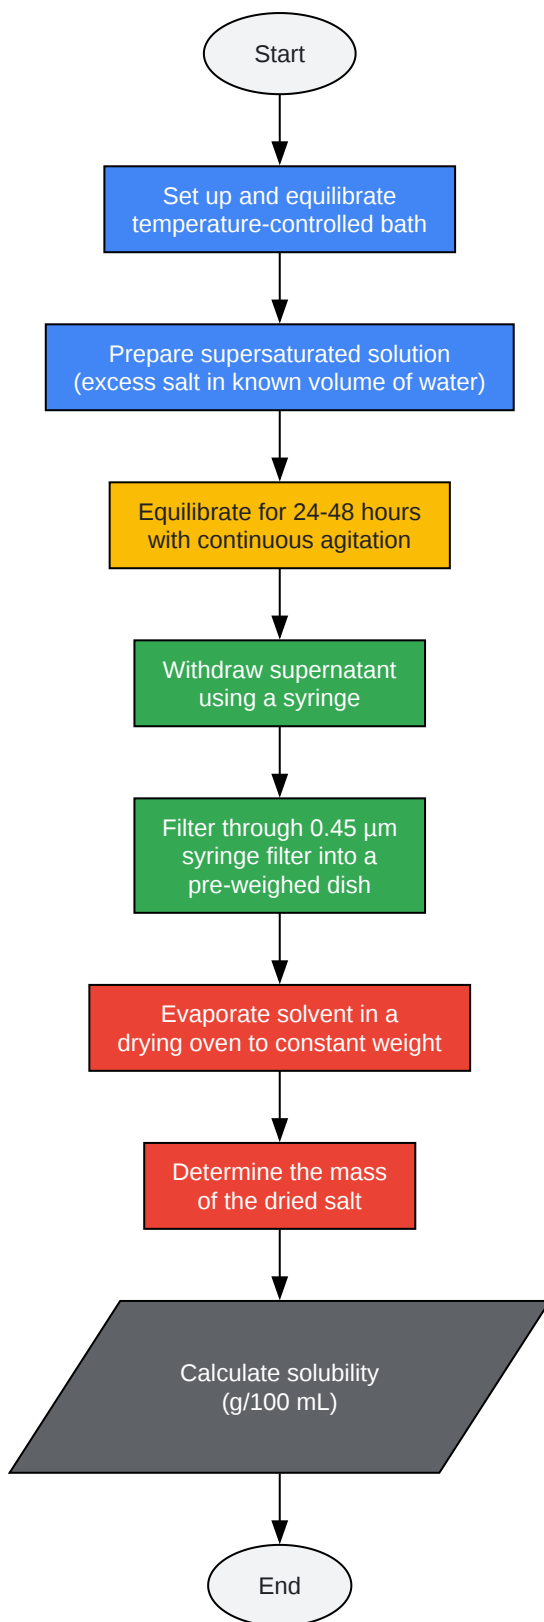 Start
Set up and equilibrate
temperature-controlled bath
Prepare supersaturated solution
(excess salt in known volume of water)
Equilibrate for 24-48 hours
with continuous agitation
Withdraw supernatant
using a syringe
Filter through 0.45 µm
syringe filter into a
pre-weighed dish
Evaporate solvent in a
drying oven to constant weight
Determine the mass
of the dried salt
Calculate solubility
(g/100 mL)
End